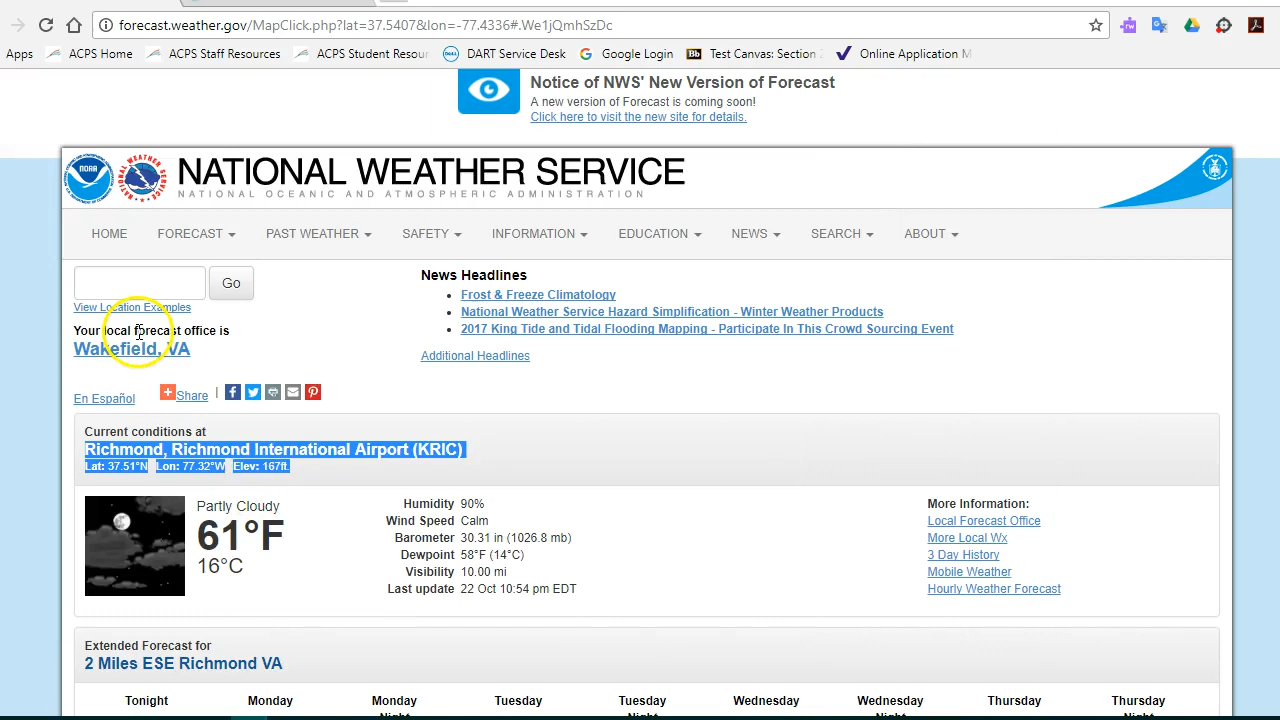 forecast.weather.gov/MapClick.php?lat=37.5407&lon=-77.4336#.We1jQmhSzDc
Apps ACPS Home ACPS Staff Resources ACPS Student Resour DART Service Desk Google Login Test Canvas: Section 2 Online Application M
Notice of NWS' New Version of Forecast
A new version of Forecast is coming soon!
Click here to visit the new site for details.
NOAA
NATIONAL WEATHER SERVICE
NATIONAL OCEANIC AND ATMOSPHERIC ADMINISTRATION
HOME FORECAST PAST WEATHER SAFETY INFORMATION EDUCATION NEWS SEARCH ABOUT
Go
View Location Examples
Your local forecast office is
Wakefield, VA
News Headlines
Frost & Freeze Climatology
National Weather Service Hazard Simplification - Winter Weather Products
2017 King Tide and Tidal Flooding Mapping - Participate In This Crowd Sourcing Event
Additional Headlines
En Español Share |
Current conditions at
Richmond, Richmond International Airport (KRIC)
Lat: 37.51°N Lon: 77.32°W Elev: 167ft.
Partly Cloudy
61°F
16°C
Humidity 90%
Wind Speed Calm
Barometer 30.31 in (1026.8 mb)
Dewpoint 58°F (14°C)
Visibility 10.00 mi
Last update 22 Oct 10:54 pm EDT
More Information:
Local Forecast Office
More Local Wx
3 Day History
Mobile Weather
Hourly Weather Forecast
Extended Forecast for
2 Miles ESE Richmond VA
Tonight Monday Monday Tuesday Tuesday Wednesday Wednesday Thursday Thursday
Night Night Night Night